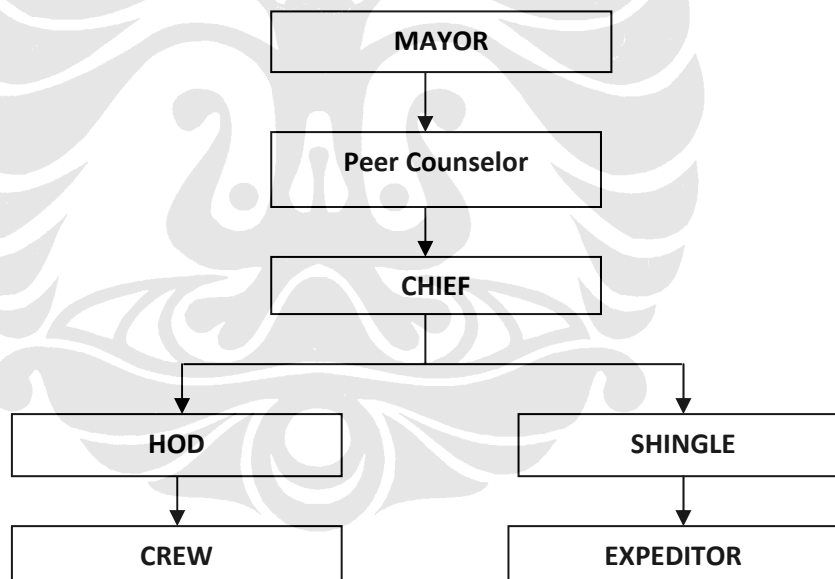 MAYOR
Peer Counselor
CHIEF
HOD
SHINGLE
CREW
EXPEDITOR